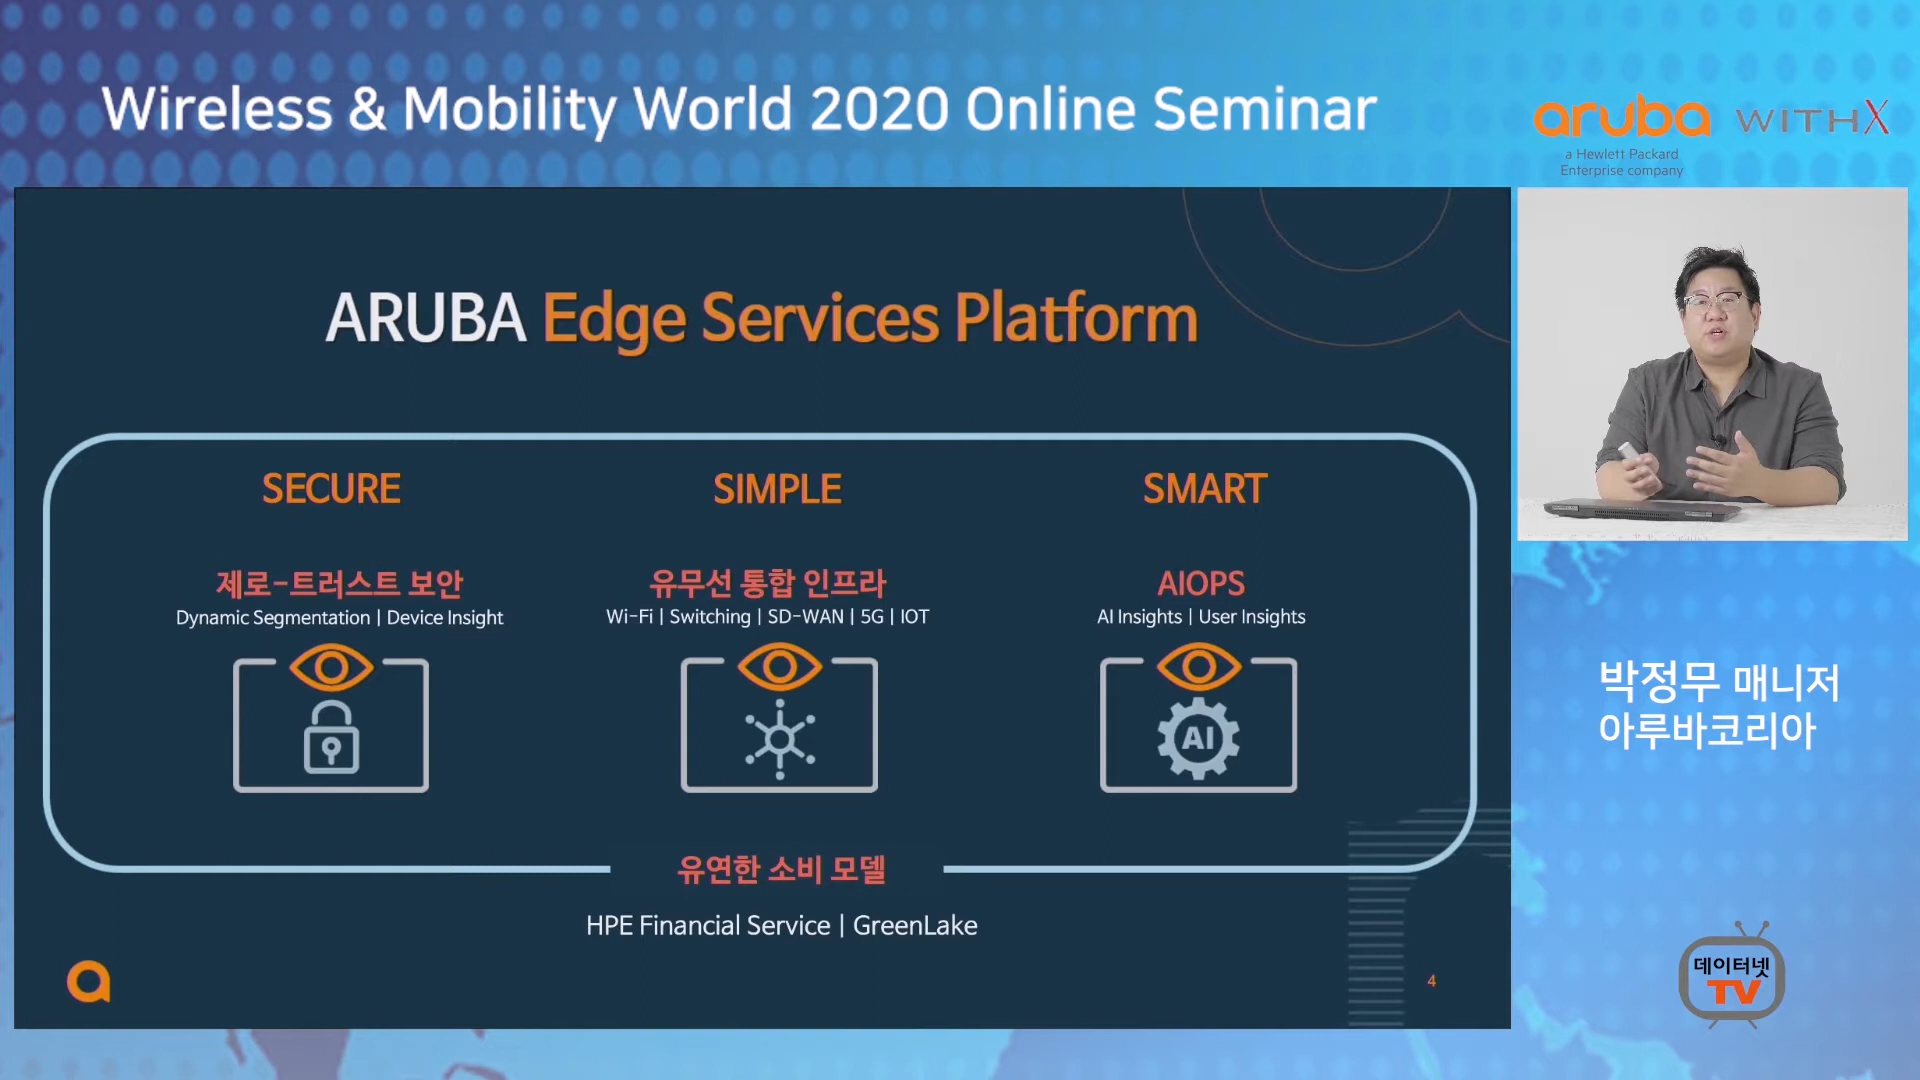 Wireless & Mobility World 2020 Online Seminar
aruba
a Hewlett Packard
Enterprise company
WITHX
ARUBA Edge Services Platform
SECURE
제로-트러스트 보안
Dynamic Segmentation | Device Insight
SIMPLE
유무선 통합 인프라
Wi-Fi | Switching | SD-WAN | 5G | IOT
SMART
AIOPS
AI Insights | User Insights
AI
유연한 소비 모델
HPE Financial Service | GreenLake
4
박정무 매니저
아루바코리아
데이터넷
TV